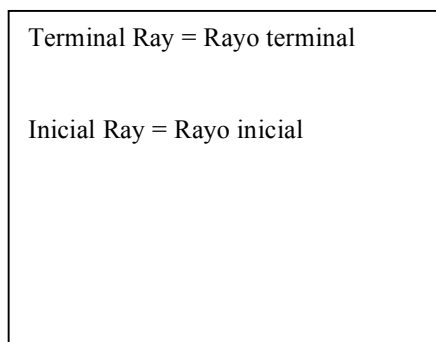 Terminal Ray = Rayo terminal
Inicial Ray = Rayo inicial